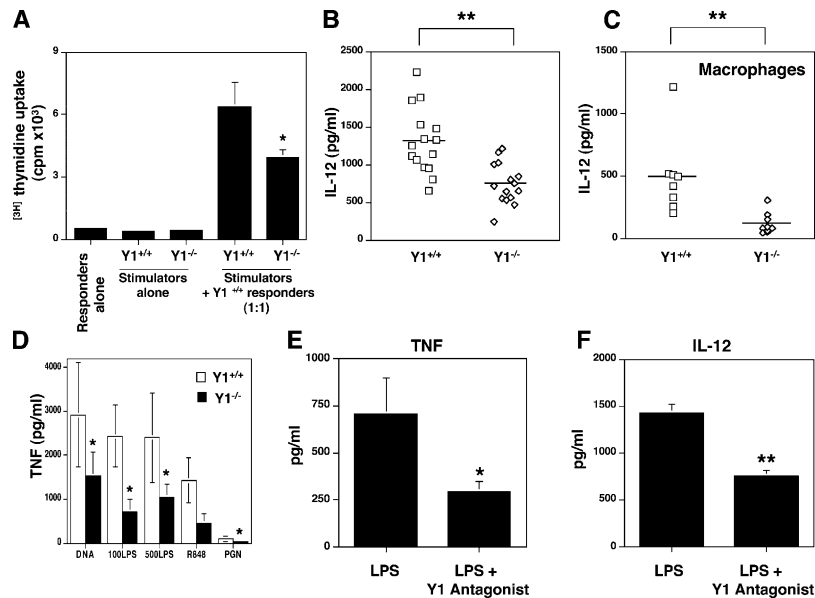 A
[3H] thymidine uptake
(cpm x10³)
9
6
3
0
*
Responders
alone
Y1+/+ Y1-/-
Stimulators
alone
Y1+/+ Y1-/-
Stimulators
+ Y1 +/+ responders
(1:1)
B
**
IL-12 (pg/ml)
2500
2000
1500
1000
500
0
Y1+/+ Y1-/-
C
**
Macrophages
IL-12 (pg/ml)
1500
1000
500
0
Y1+/+ Y1-/-
D
TNF (pg/ml)
4000
3000
2000
1000
0
Y1+/+
Y1-/-
* * * *
DNA 100LPS 500LPS R848 PGN
E
TNF
pg/ml
1000
750
500
250
0
*
LPS LPS +
Y1 Antagonist
F
IL-12
pg/ml
2000
1500
1000
500
0
**
LPS LPS +
Y1 Antagonist